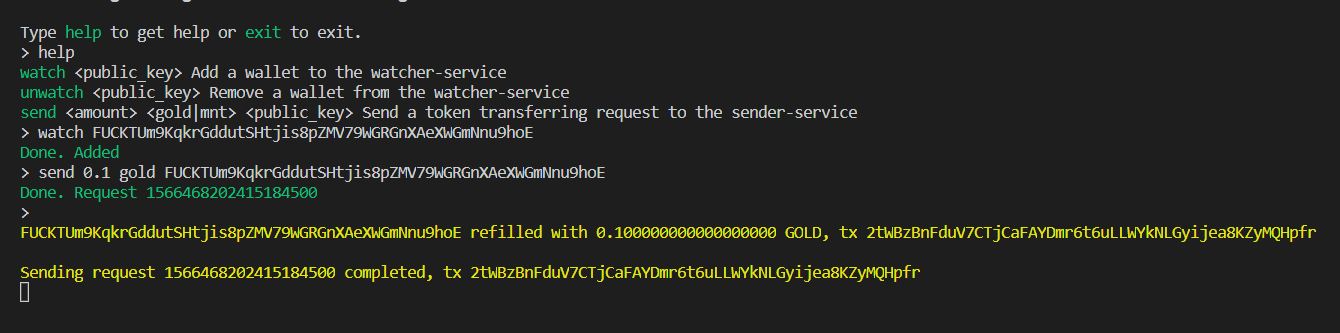 Type help to get help or exit to exit.
> help
watch <public_key> Add a wallet to the watcher-service
unwatch <public_key> Remove a wallet from the watcher-service
send <amount> <gold|mnt> <public_key> Send a token transferring request to the sender-service
> watch FUCKTUm9KqkrGddutSHtjis8pZMV79WGRGnXAeXWGmNnu9hoE
Done. Added
> send 0.1 gold FUCKTUm9KqkrGddutSHtjis8pZMV79WGRGnXAeXWGmNnu9hoE
Done. Request 1566468202415184500
>
FUCKTUm9KqkrGddutSHtjis8pZMV79WGRGnXAeXWGmNnu9hoE refilled with 0.100000000000000000 GOLD, tx 2tWBzBnFduV7CTjCaFAYDmr6t6uLLWYkNLGyijea8KZyMQHpfr
Sending request 1566468202415184500 completed, tx 2tWBzBnFduV7CTjCaFAYDmr6t6uLLWYkNLGyijea8KZyMQHpfr